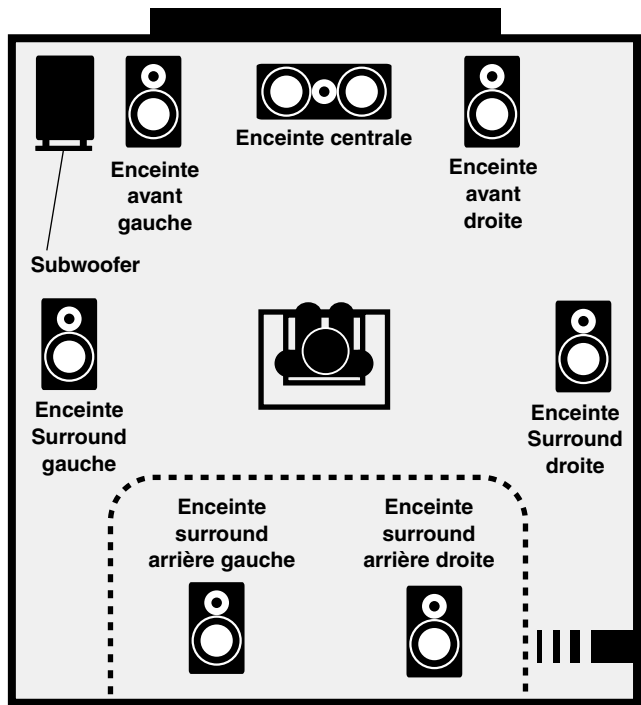 Enceinte centrale
Enceinte
avant
gauche
Enceinte
avant
droite
Subwoofer
Enceinte
Surround
gauche
Enceinte
Surround
droite
Enceinte
surround
arrière gauche
Enceinte
surround
arrière droite